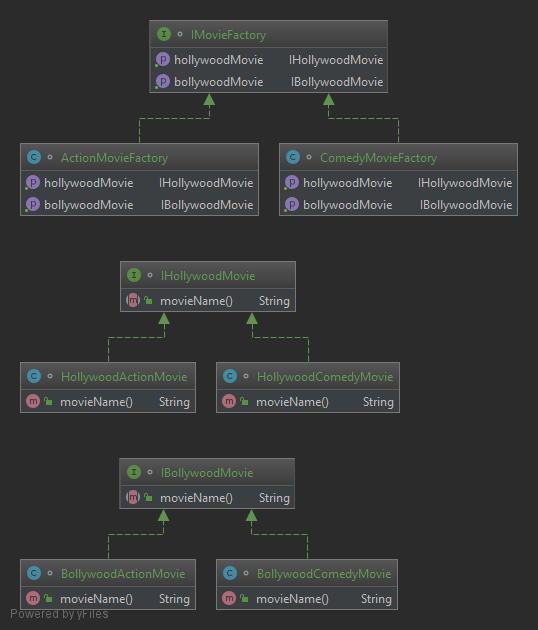 I IMovieFactory
p hollywoodMovie IHollywoodMovie
p bollywoodMovie IBollywoodMovie
C ActionMovieFactory
p hollywoodMovie IHollywoodMovie
p bollywoodMovie IBollywoodMovie
C ComedyMovieFactory
p hollywoodMovie IHollywoodMovie
p bollywoodMovie IBollywoodMovie
I IHollywoodMovie
m movieName() String
C HollywoodActionMovie
m movieName() String
C HollywoodComedyMovie
m movieName() String
I IBollywoodMovie
m movieName() String
C BollywoodActionMovie
m movieName() String
C BollywoodComedyMovie
m movieName() String
Powered by yFiles